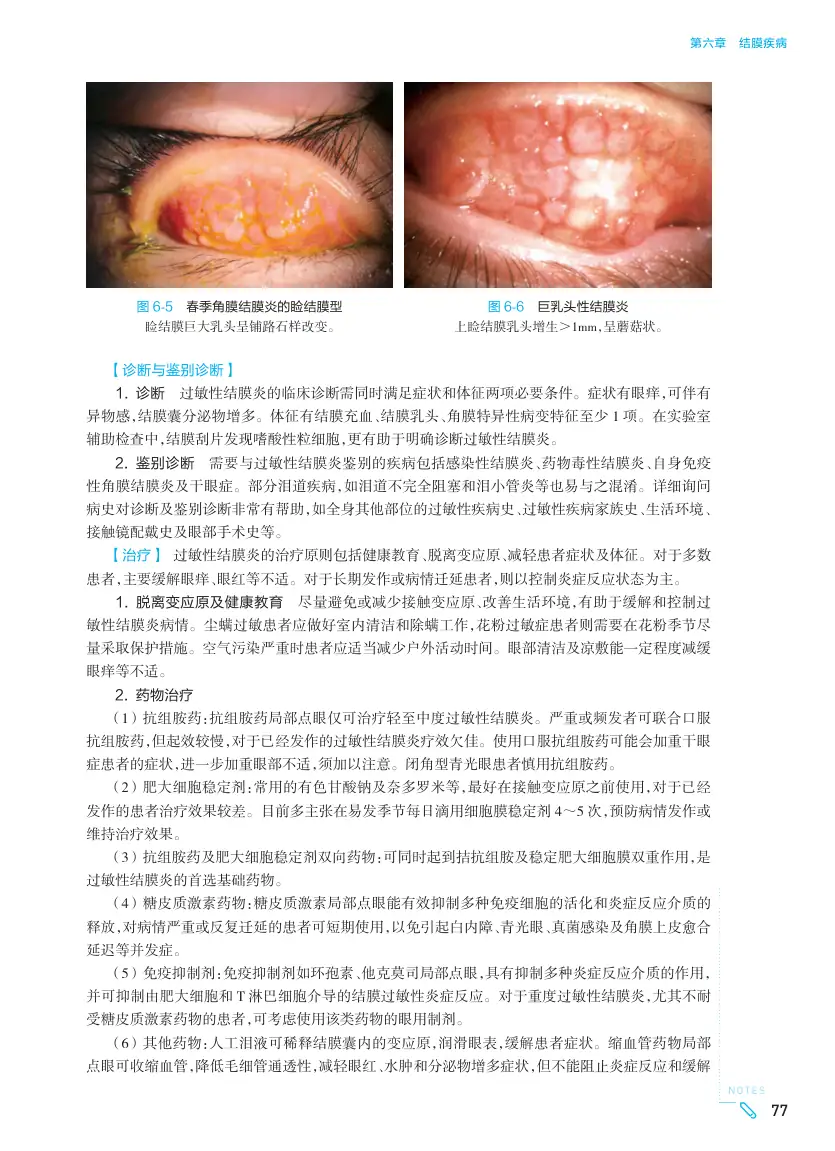 第六章　结膜疾病
图 6-5　春季角膜结膜炎的睑结膜型
睑结膜巨大乳头呈铺路石样改变。
图 6-6　巨乳头性结膜炎
上睑结膜乳头增生＞1mm，呈蘑菇状。
【诊断与鉴别诊断】
1. 诊断　过敏性结膜炎的临床诊断需同时满足症状和体征两项必要条件。症状有眼痒，可伴有
异物感，结膜囊分泌物增多。体征有结膜充血、结膜乳头、角膜特异性病变特征至少 1 项。在实验室
辅助检查中，结膜刮片发现嗜酸性粒细胞，更有助于明确诊断过敏性结膜炎。
2. 鉴别诊断　需要与过敏性结膜炎鉴别的疾病包括感染性结膜炎、药物毒性结膜炎、自身免疫
性角膜结膜炎及干眼症。部分泪道疾病，如泪道不完全阻塞和泪小管炎等也易与之混淆。详细询问
病史对诊断及鉴别诊断非常有帮助，如全身其他部位的过敏性疾病史、过敏性疾病家族史、生活环境、
接触镜配戴史及眼部手术史等。
【治疗】　过敏性结膜炎的治疗原则包括健康教育、脱离变应原、减轻患者症状及体征。对于多数
患者，主要缓解眼痒、眼红等不适。对于长期发作或病情迁延患者，则以控制炎症反应状态为主。
1. 脱离变应原及健康教育　尽量避免或减少接触变应原、改善生活环境，有助于缓解和控制过
敏性结膜炎病情。尘螨过敏患者应做好室内清洁和除螨工作，花粉过敏症患者则需要在花粉季节尽
量采取保护措施。空气污染严重时患者应适当减少户外活动时间。眼部清洁及凉敷能一定程度减缓
眼痒等不适。
2. 药物治疗
（1）抗组胺药：抗组胺药局部点眼仅可治疗轻至中度过敏性结膜炎。严重或频发者可联合口服
抗组胺药，但起效较慢，对于已经发作的过敏性结膜炎疗效欠佳。使用口服抗组胺药可能会加重干眼
症患者的症状，进一步加重眼部不适，须加以注意。闭角型青光眼患者慎用抗组胺药。
（2）肥大细胞稳定剂：常用的有色甘酸钠及奈多罗米等，最好在接触变应原之前使用，对于已经
发作的患者治疗效果较差。目前多主张在易发季节每日滴用细胞膜稳定剂 4～5 次，预防病情发作或
维持治疗效果。
（3）抗组胺药及肥大细胞稳定剂双向药物：可同时起到拮抗组胺及稳定肥大细胞膜双重作用，是
过敏性结膜炎的首选基础药物。
（4）糖皮质激素药物：糖皮质激素局部点眼能有效抑制多种免疫细胞的活化和炎症反应介质的
释放，对病情严重或反复迁延的患者可短期使用，以免引起白内障、青光眼、真菌感染及角膜上皮愈合
延迟等并发症。
（5）免疫抑制剂：免疫抑制剂如环孢素、他克莫司局部点眼，具有抑制多种炎症反应介质的作用，
并可抑制由肥大细胞和 T 淋巴细胞介导的结膜过敏性炎症反应。对于重度过敏性结膜炎，尤其不耐
受糖皮质激素药物的患者，可考虑使用该类药物的眼用制剂。
（6）其他药物：人工泪液可稀释结膜囊内的变应原，润滑眼表，缓解患者症状。缩血管药物局部
点眼可收缩血管，降低毛细管通透性，减轻眼红、水肿和分泌物增多症状，但不能阻止炎症反应和缓解
NOTES
77